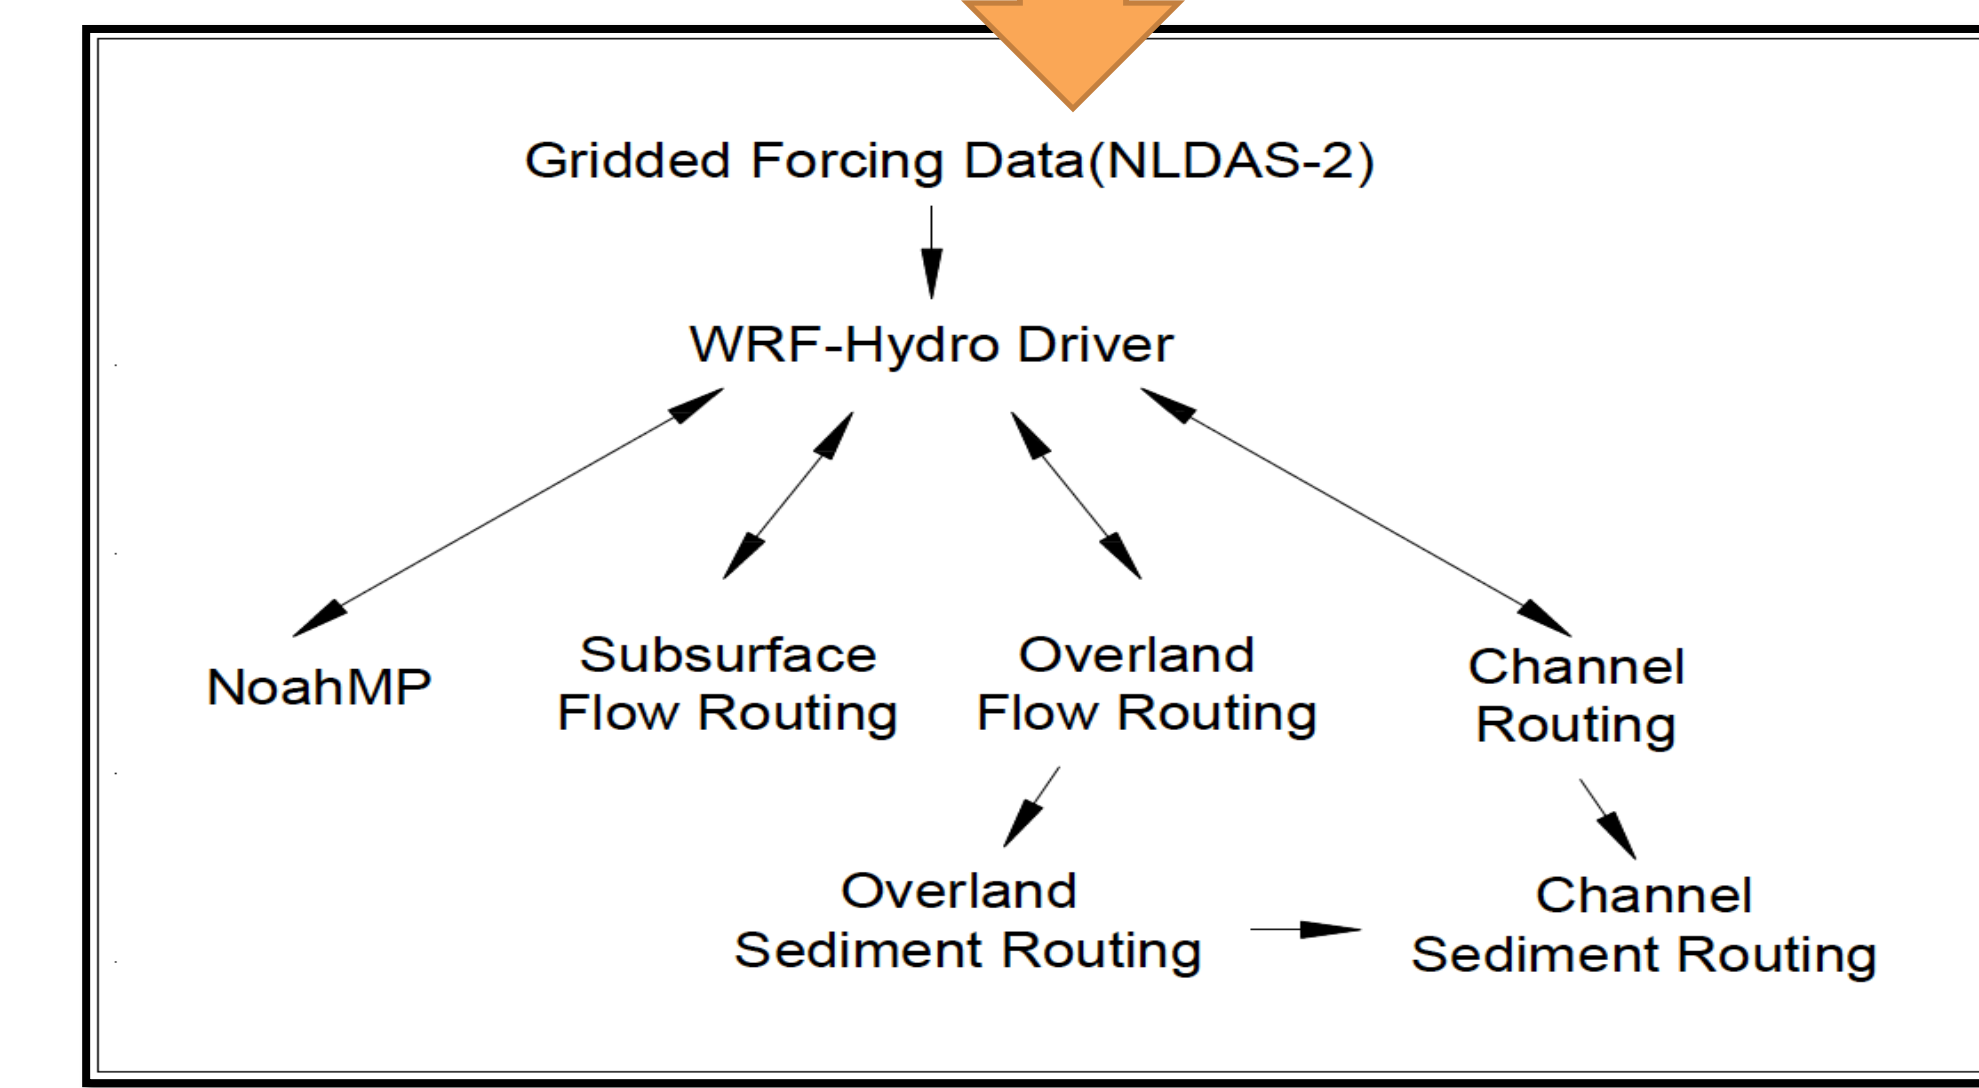 Gridded Forcing Data(NLDAS-2)
WRF-Hydro Driver
NoahMP
Subsurface
Flow Routing
Overland
Flow Routing
Channel
Routing
Overland
Sediment Routing
Channel
Sediment Routing